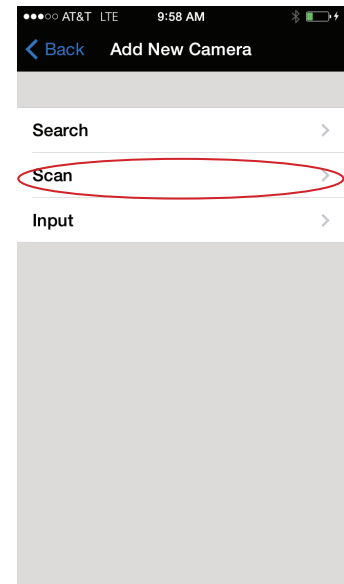 AT&T LTE 9:58 AM
Back Add New Camera
Search
Scan
Input